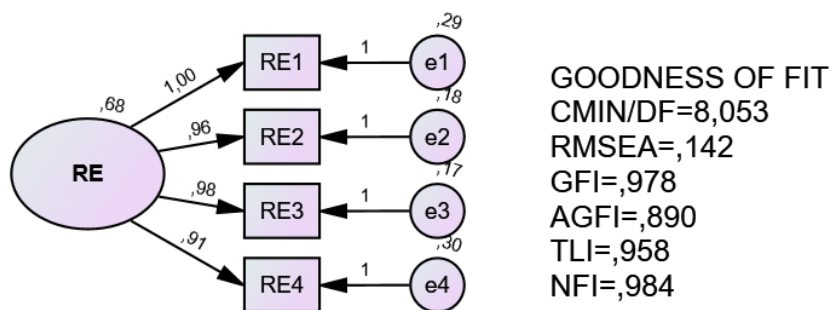 ,29
1,00
RE1
1
e1
,68
,18
,96
RE2
1
e2
RE
,17
,98
RE3
1
e3
,30
,91
RE4
1
e4
GOODNESS OF FIT
CMIN/DF=8,053
RMSEA=,142
GFI=,978
AGFI=,890
TLI=,958
NFI=,984